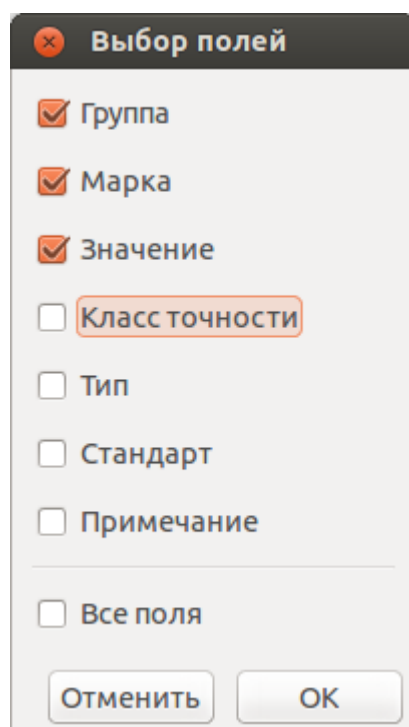 Выбор полей
Группа
Марка
Значение
Класс точности
Тип
Стандарт
Примечание
Все поля
Отменить OK